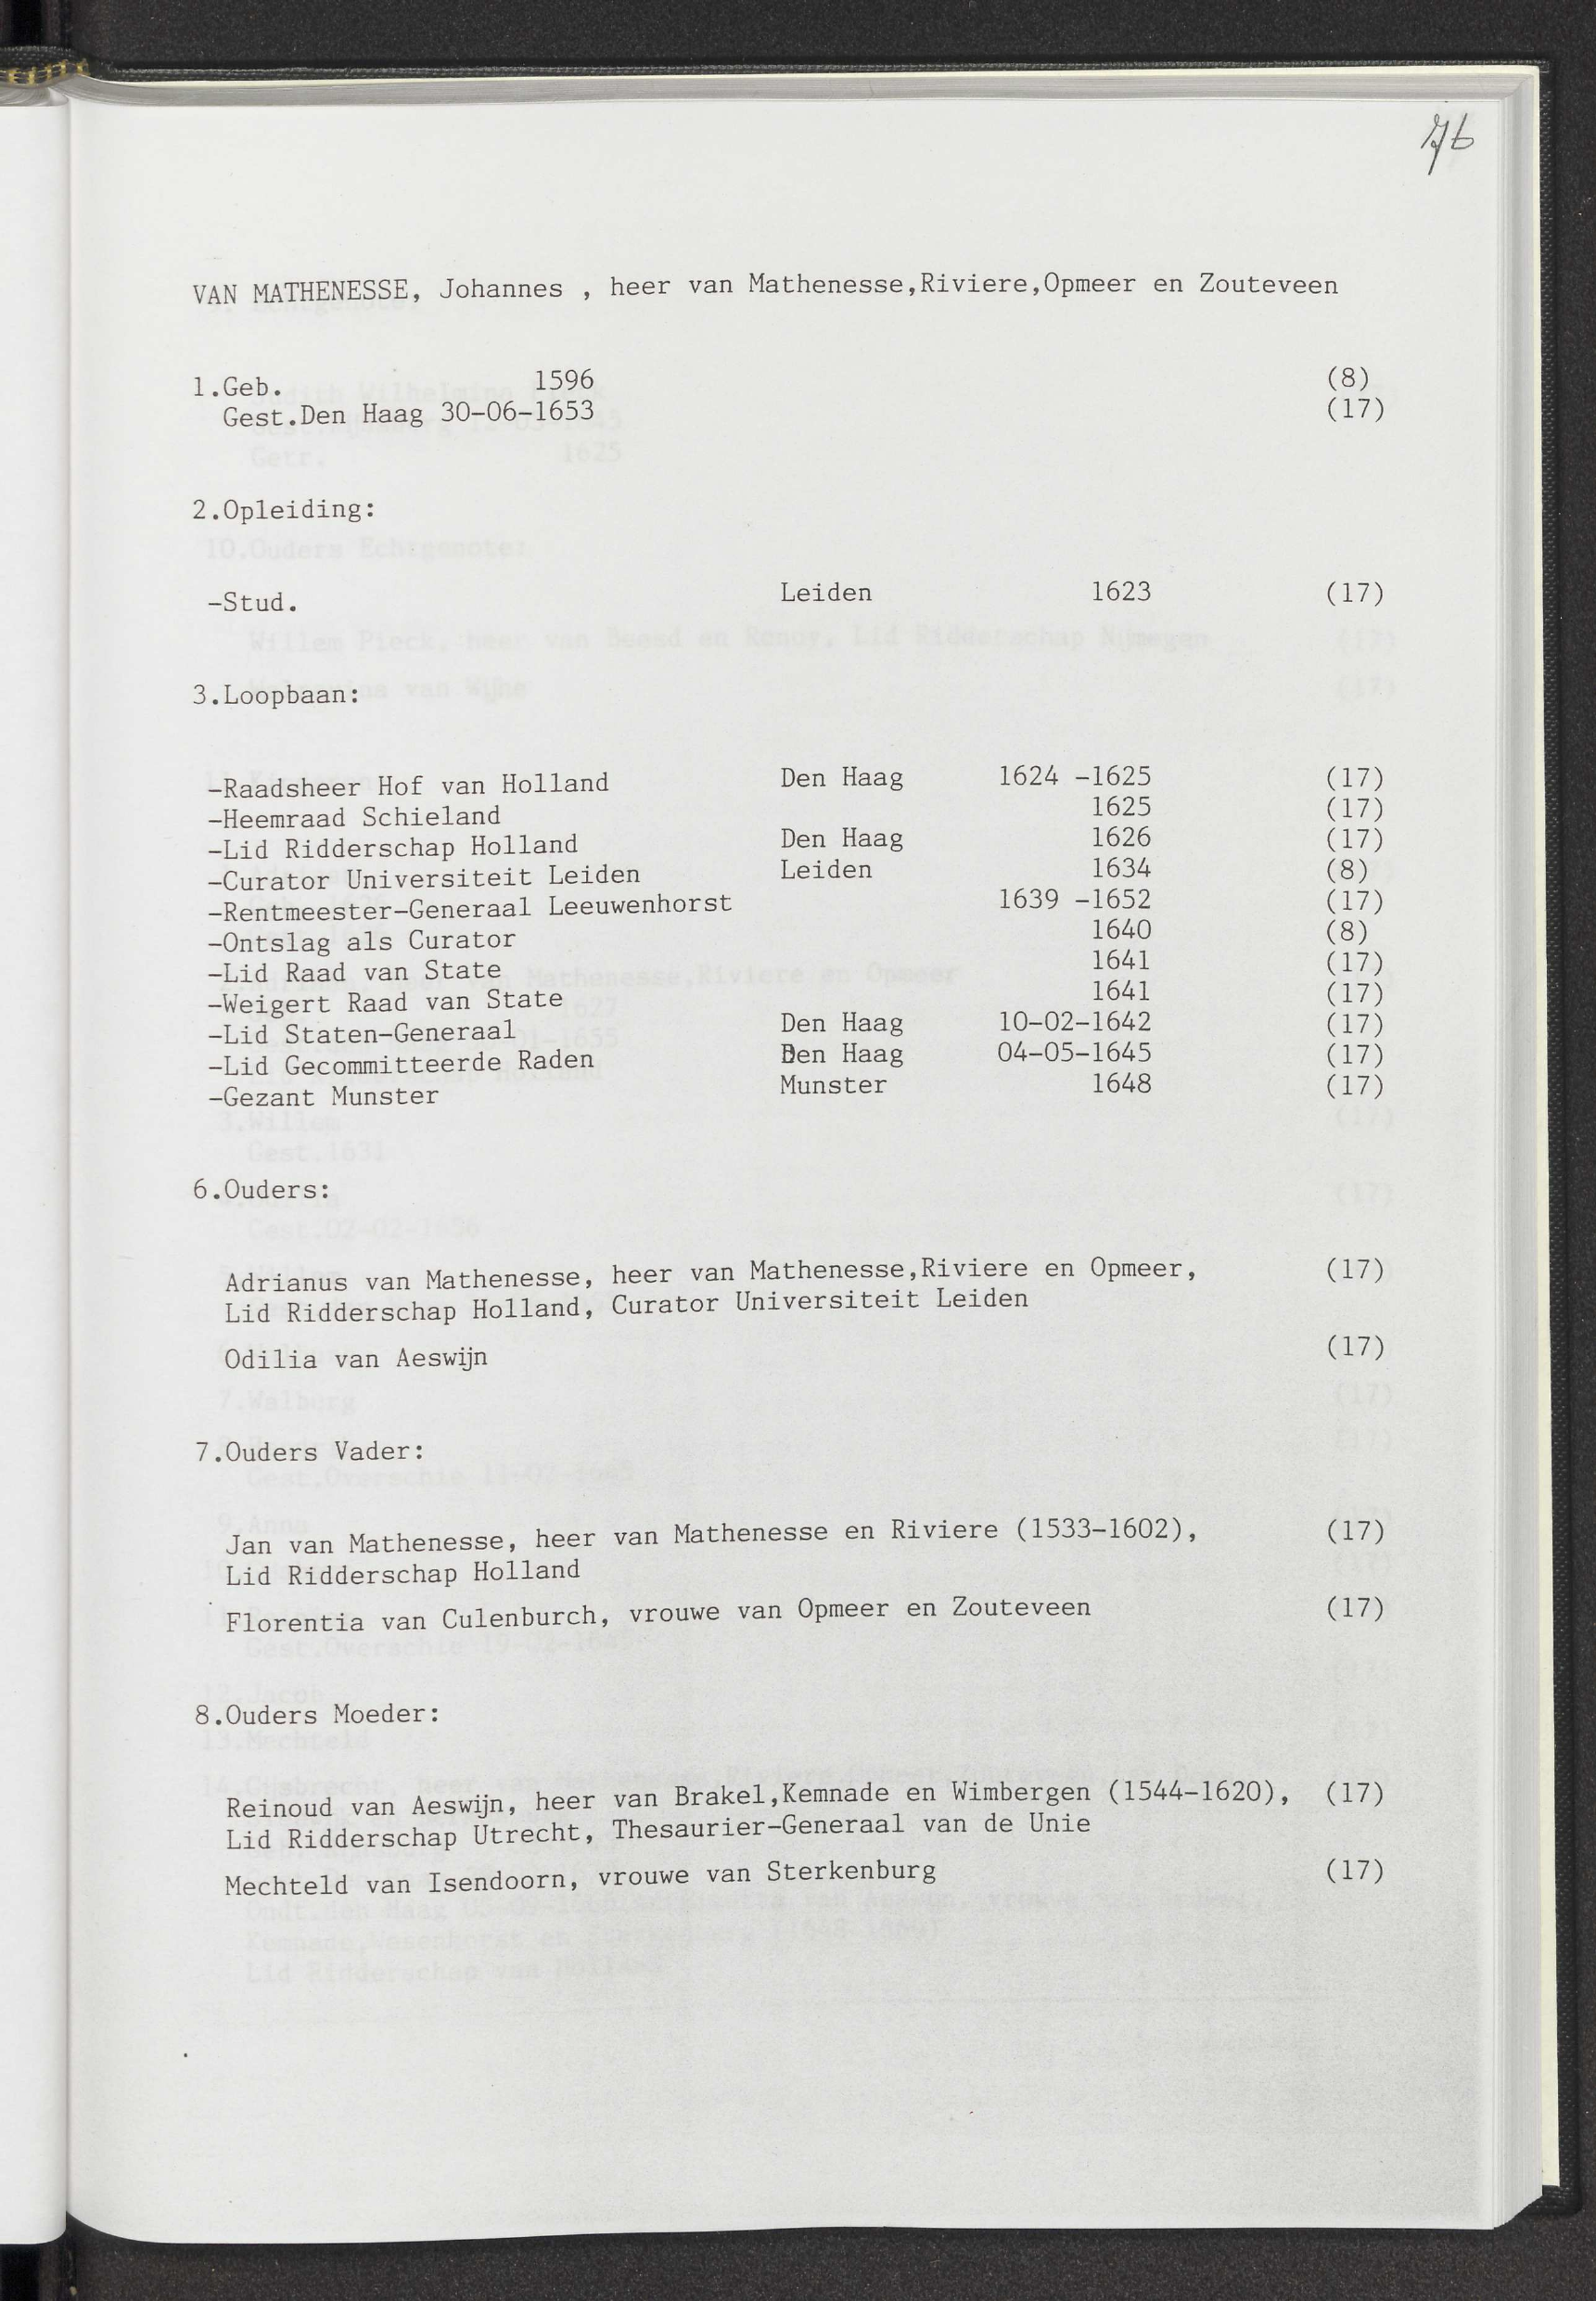 76
VAN MATHENESSE, Johannes , heer van Mathenesse,Riviere,Opmeer en Zouteveen
1.Geb. 1596 (8)
Gest.Den Haag 30-06-1653 (17)
2.Opleiding:
-Stud. Leiden 1623 (17)
3.Loopbaan:
-Raadsheer Hof van Holland Den Haag 1624 -1625 (17)
-Heemraad Schieland 1625 (17)
-Lid Ridderschap Holland Den Haag 1626 (17)
-Curator Universiteit Leiden Leiden 1634 (8)
-Rentmeester-Generaal Leeuwenhorst 1639 -1652 (17)
-Ontslag als Curator 1640 (8)
-Lid Raad van State 1641 (17)
-Weigert Raad van State 1641 (17)
-Lid Staten-Generaal Den Haag 10-02-1642 (17)
-Lid Gecommitteerde Raden Den Haag 04-05-1645 (17)
-Gezant Munster Munster 1648 (17)
6.Ouders:
Adrianus van Mathenesse, heer van Mathenesse,Riviere en Opmeer, (17)
Lid Ridderschap Holland, Curator Universiteit Leiden
Odilia van Aeswijn (17)
7.Ouders Vader:
Jan van Mathenesse, heer van Mathenesse en Riviere (1533-1602), (17)
Lid Ridderschap Holland
Florentia van Culenburch, vrouwe van Opmeer en Zouteveen (17)
8.Ouders Moeder:
Reinoud van Aeswijn, heer van Brakel,Kemnade en Wimbergen (1544-1620), (17)
Lid Ridderschap Utrecht, Thesaurier-Generaal van de Unie
Mechteld van Isendoorn, vrouwe van Sterkenburg (17)